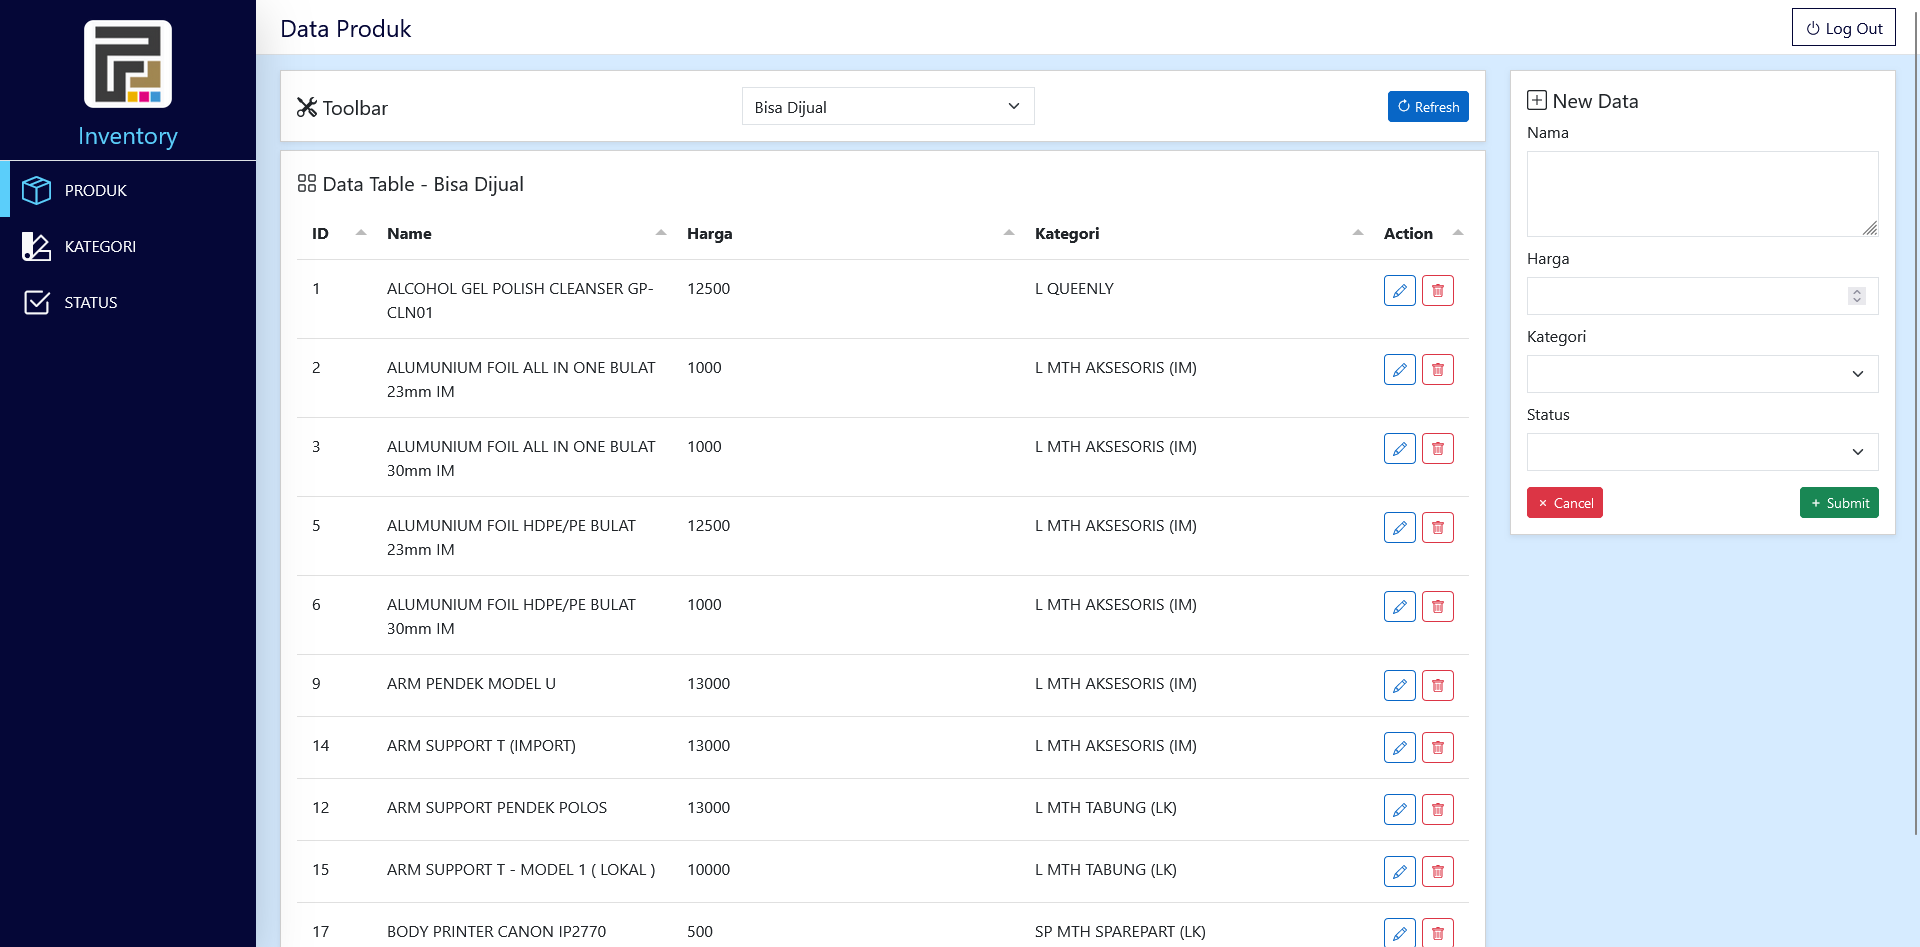 Inventory
PRODUK
KATEGORI
STATUS
Data Produk
Log Out
Toolbar
Bisa Dijual
Refresh
Data Table - Bisa Dijual
ID Name Harga Kategori Action
1 ALCOHOL GEL POLISH CLEANSER GP- 12500 L QUEENLY
CLN01
2 ALUMUNIUM FOIL ALL IN ONE BULAT 1000 L MTH AKSESORIS (IM)
23mm IM
3 ALUMUNIUM FOIL ALL IN ONE BULAT 1000 L MTH AKSESORIS (IM)
30mm IM
5 ALUMUNIUM FOIL HDPE/PE BULAT 12500 L MTH AKSESORIS (IM)
23mm IM
6 ALUMUNIUM FOIL HDPE/PE BULAT 1000 L MTH AKSESORIS (IM)
30mm IM
9 ARM PENDEK MODEL U 13000 L MTH AKSESORIS (IM)
14 ARM SUPPORT T (IMPORT) 13000 L MTH AKSESORIS (IM)
12 ARM SUPPORT PENDEK POLOS 13000 L MTH TABUNG (LK)
15 ARM SUPPORT T - MODEL 1 ( LOKAL ) 10000 L MTH TABUNG (LK)
17 BODY PRINTER CANON IP2770 500 SP MTH SPAREPART (LK)
New Data
Nama
Harga
Kategori
Status
× Cancel
+ Submit